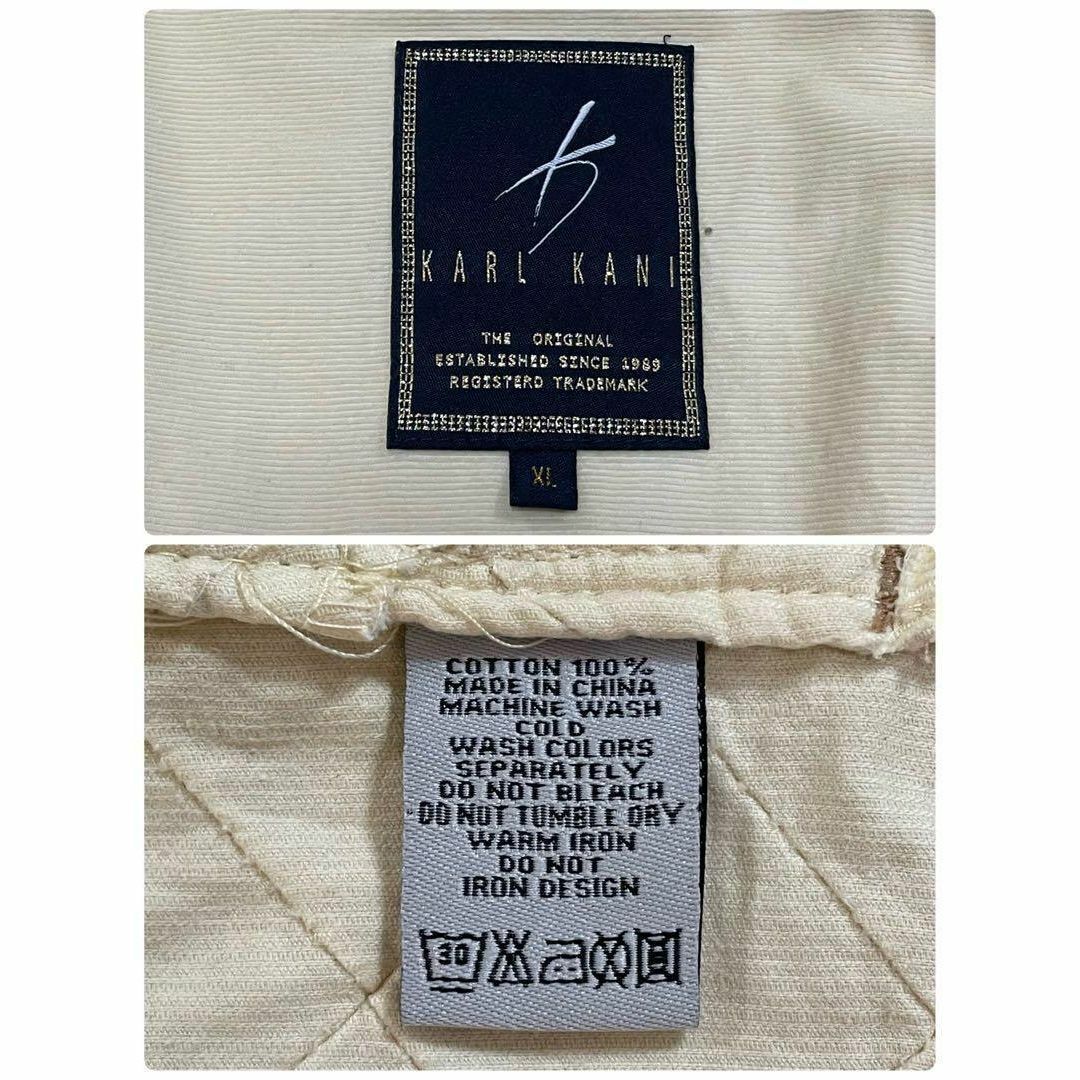 KARL KANI
THE ORIGINAL
ESTABLISHED SINCE 1989
REGISTERD TRADEMARK
XL
COTTON 100%
MADE IN CHINA
MACHINE WASH
COLD
WASH COLORS
SEPARATELY
DO NOT BLEACH
DO NOT TUMBLE DRY
WARM IRON
DO NOT
IRON DESIGN
30